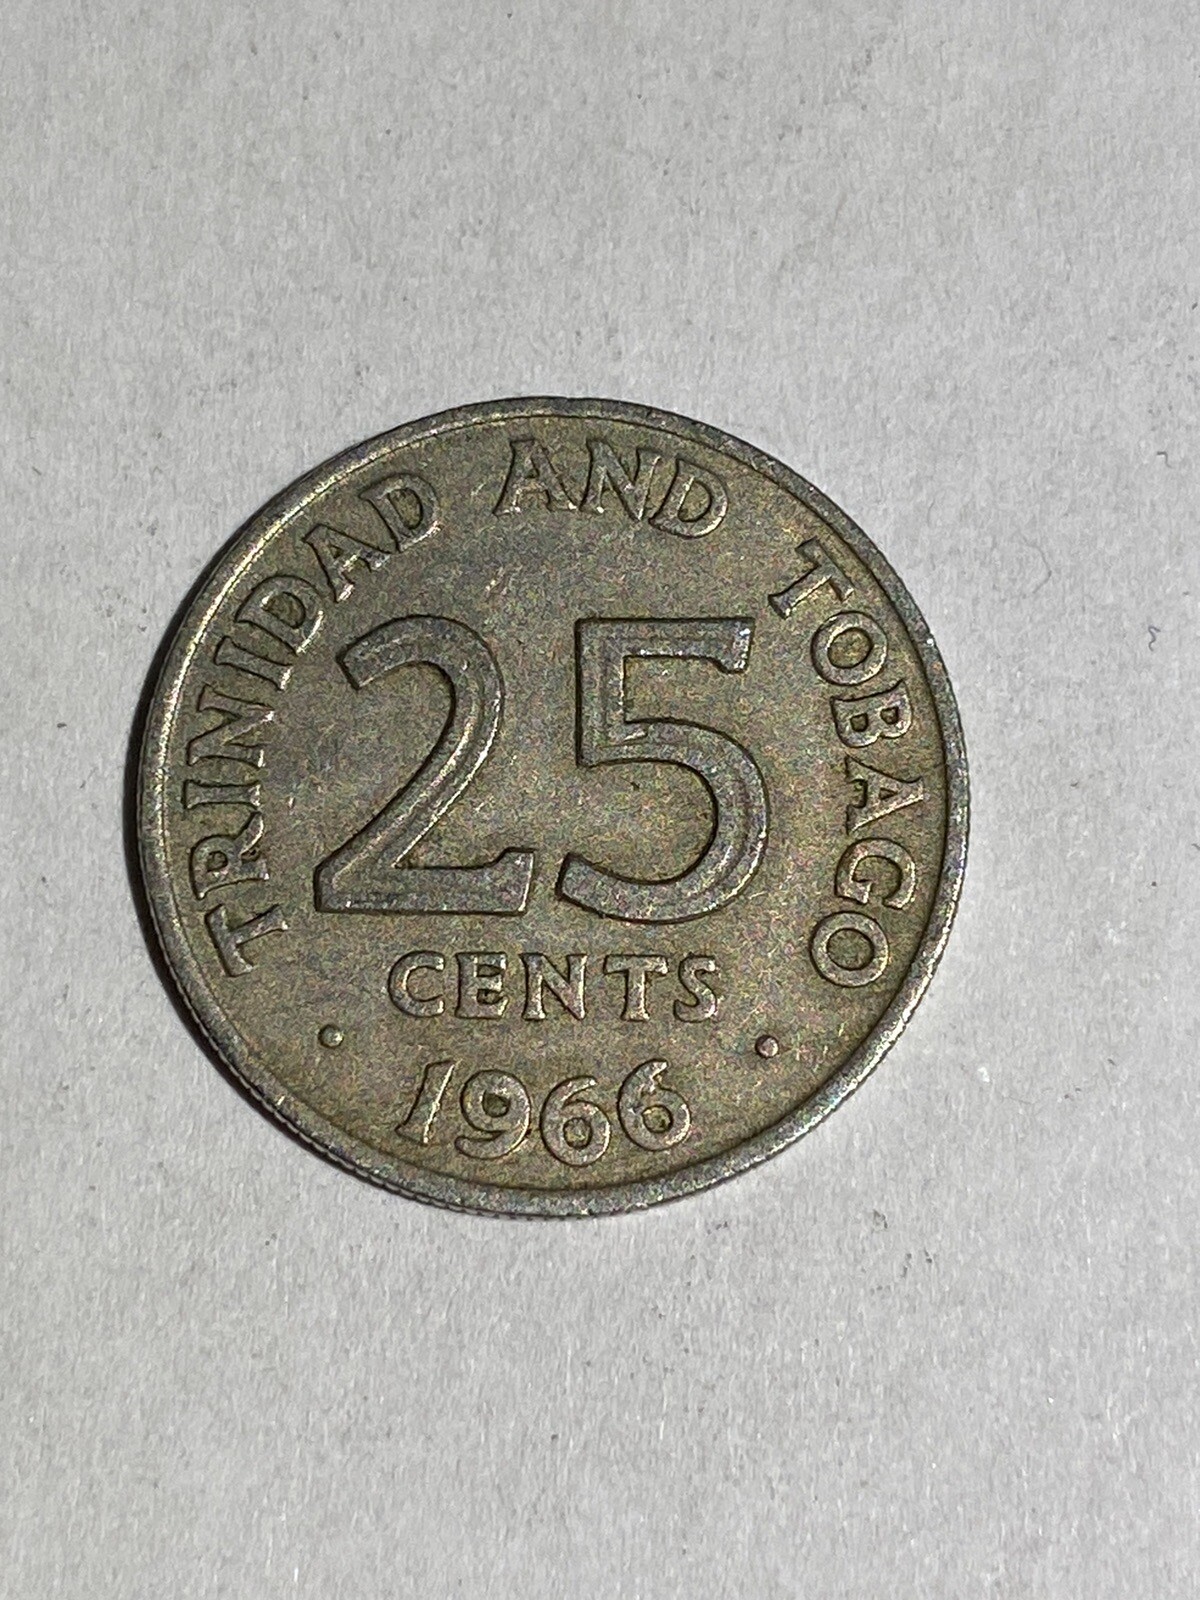 TRINIDAD AND TOBAGO
25
CENTS
• 1966 •